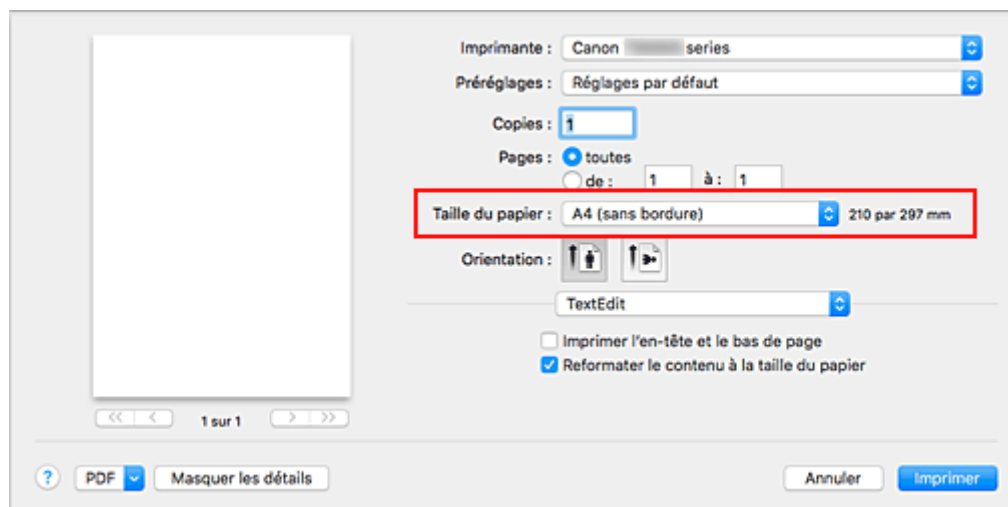 Imprimante : Canon series
Préréglages : Réglages par défaut
Copies : 1
Pages : toutes
de : 1 à : 1
Taille du papier : A4 (sans bordure) 210 par 297 mm
Orientation :
TextEdit
Imprimer l'en-tête et le bas de page
Reformater le contenu à la taille du papier
1 sur 1
? PDF Masquer les détails Annuler Imprimer